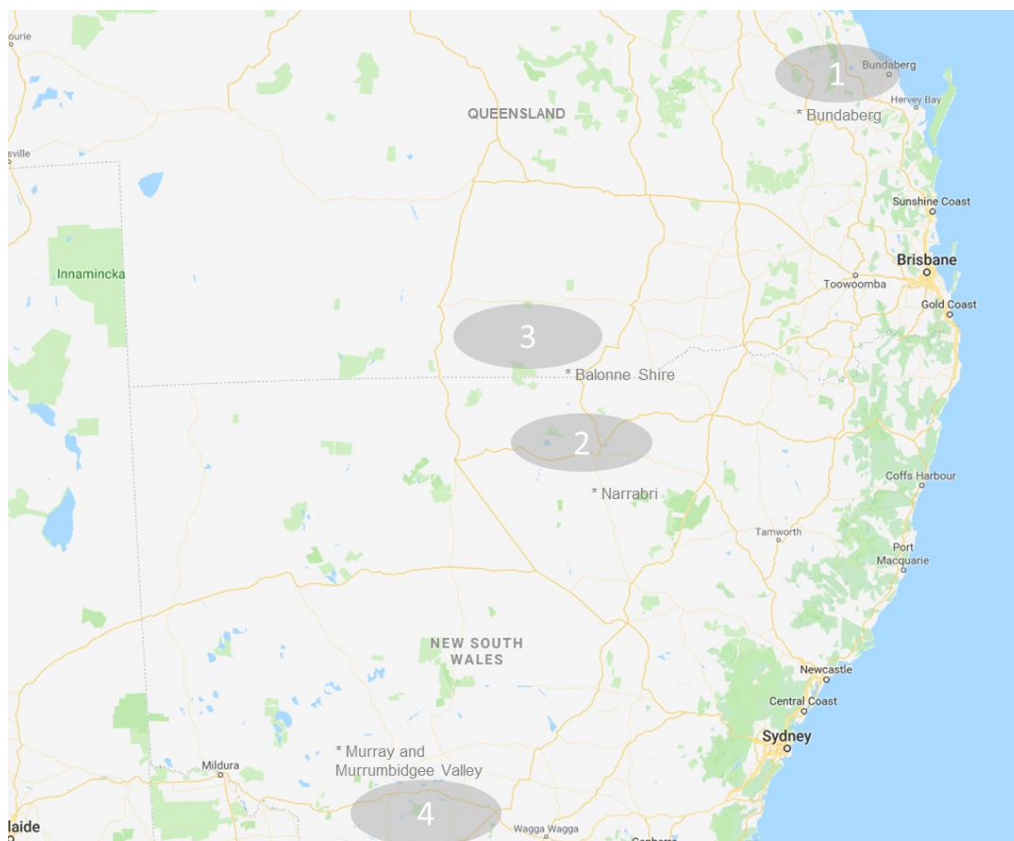 ourie
1
Bundaberg
Hervey Bay
QUEENSLAND
* Bundaberg
sville
Sunshine Coast
Brisbane
Innamincka
Toowoomba
Gold Coast
3
* Balonne Shire
2
Coffs Harbour
* Narrabri
Tamworth
Port
Macquarie
NEW SOUTH
WALES
Newcastle
Central Coast
Sydney
* Murray and
Murrumbidgee Valley
Mildura
4
laide
Wagga Wagga